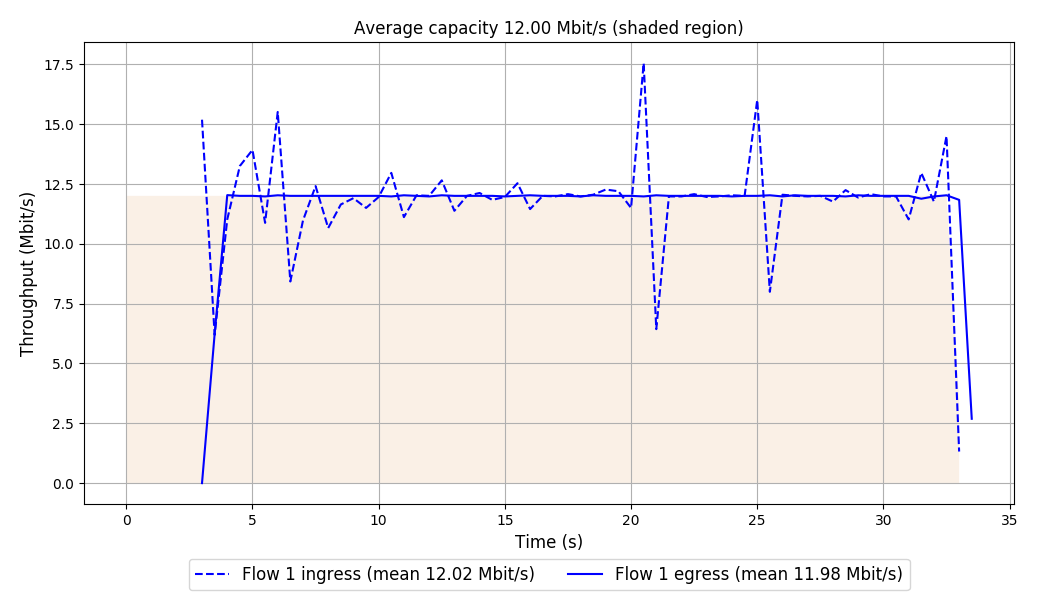 Average capacity 12.00 Mbit/s (shaded region)
17.5
15.0
12.5
10.0
7.5
5.0
2.5
0.0
Throughput (Mbit/s)
0 5 10 15 20 25 30 35
Time (s)
Flow 1 ingress (mean 12.02 Mbit/s) Flow 1 egress (mean 11.98 Mbit/s)